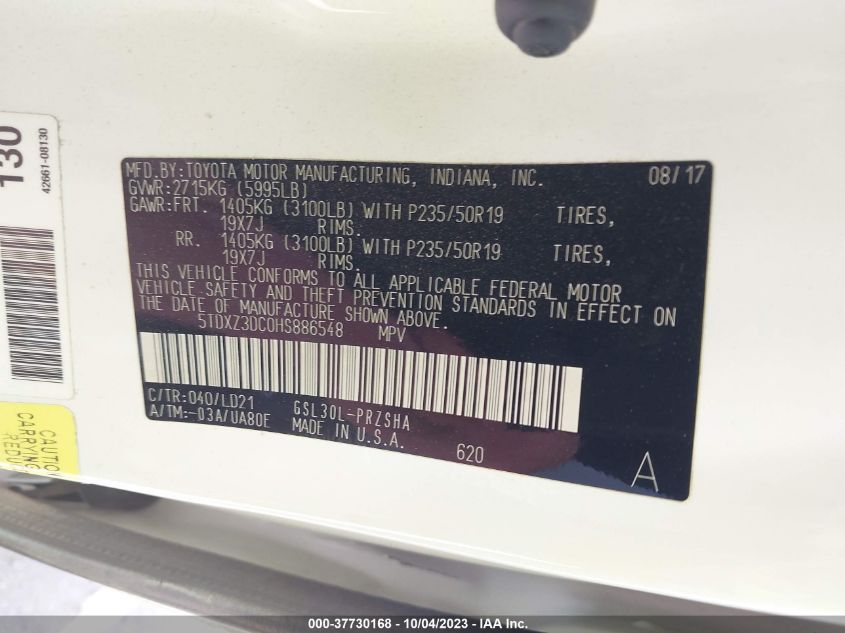 130
42661-08130
MFD.BY:TOYOTA MOTOR MANUFACTURING, INDIANA, INC. 08/17
GVWR:2715KG (5995LB)
GAWR:FRT. 1405KG (3100LB) WITH P235/50R19 TIRES,
19X7J RIMS.
RR. 1405KG (3100LB) WITH P235/50R19 TIRES,
19X7J RIMS.
THIS VEHICLE CONFORMS TO ALL APPLICABLE FEDERAL MOTOR
VEHICLE SAFETY AND THEFT PREVENTION STANDARDS IN EFFECT ON
THE DATE OF MANUFACTURE SHOWN ABOVE.
5TDXZ3DC0HS886548 MPV
C/TR:040/LD21 GSL30L-PRZSHA
A/TM:-03A/UA80E MADE IN U.S.A.
620 A
CARRYING
000-37730168 - 10/04/2023 - IAA Inc.